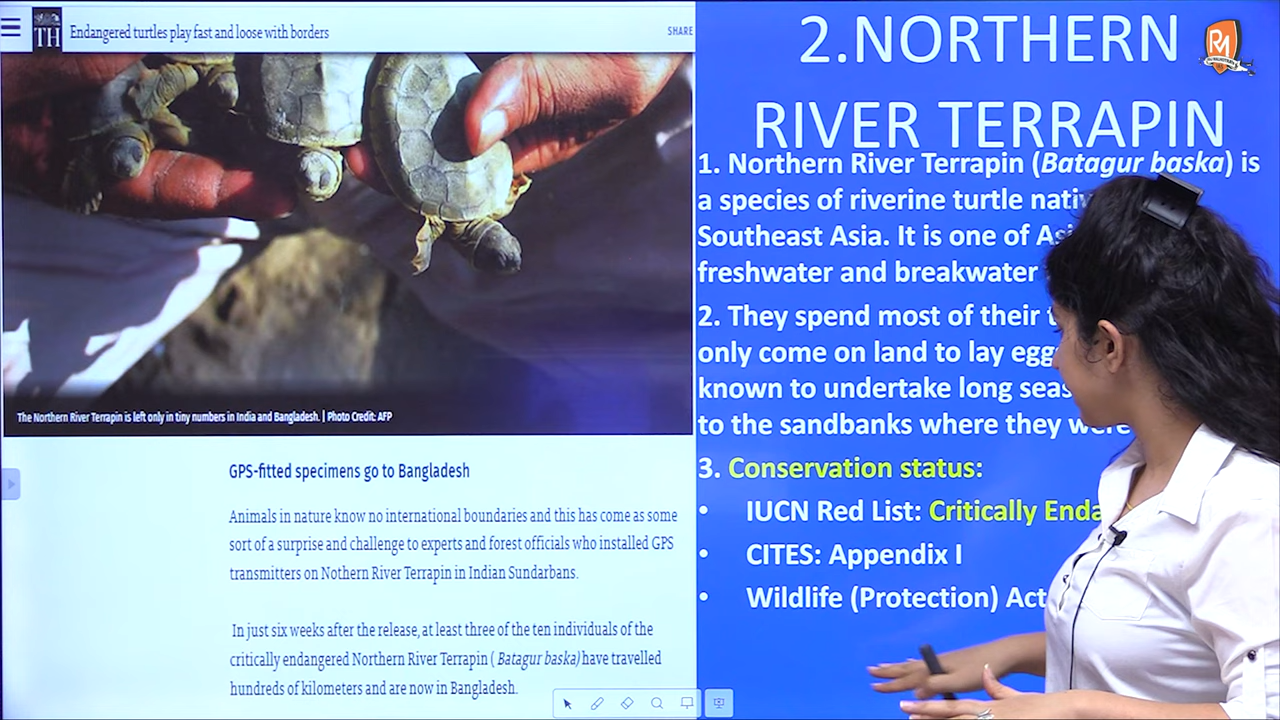 TH
Endangered turtles play fast and loose with borders
SHARE
The Northern River Terrapin is left only in tiny numbers in India and Bangladesh. | Photo Credit: AFP
GPS-fitted specimens go to Bangladesh
Animals in nature know no international boundaries and this has come as some
sort of a surprise and challenge to experts and forest officials who installed GPS
transmitters on Nothern River Terrapin in Indian Sundarbans.
In just six weeks after the release, at least three of the ten individuals of the
critically endangered Northern River Terrapin ( Batagur baska) have travelled
hundreds of kilometers and are now in Bangladesh.
2.NORTHERN
RIVER TERRAPIN
RM
1. Northern River Terrapin (Batagur baska) is
a species of riverine turtle
Southeast Asia. It is one of
freshwater and breakwater
2. They spend most of their
only come on land to lay
known to undertake long
to the sandbanks where they were
3. Conservation status:
• IUCN Red List: Critically
• CITES: Appendix I
• Wildlife (Protection) Act